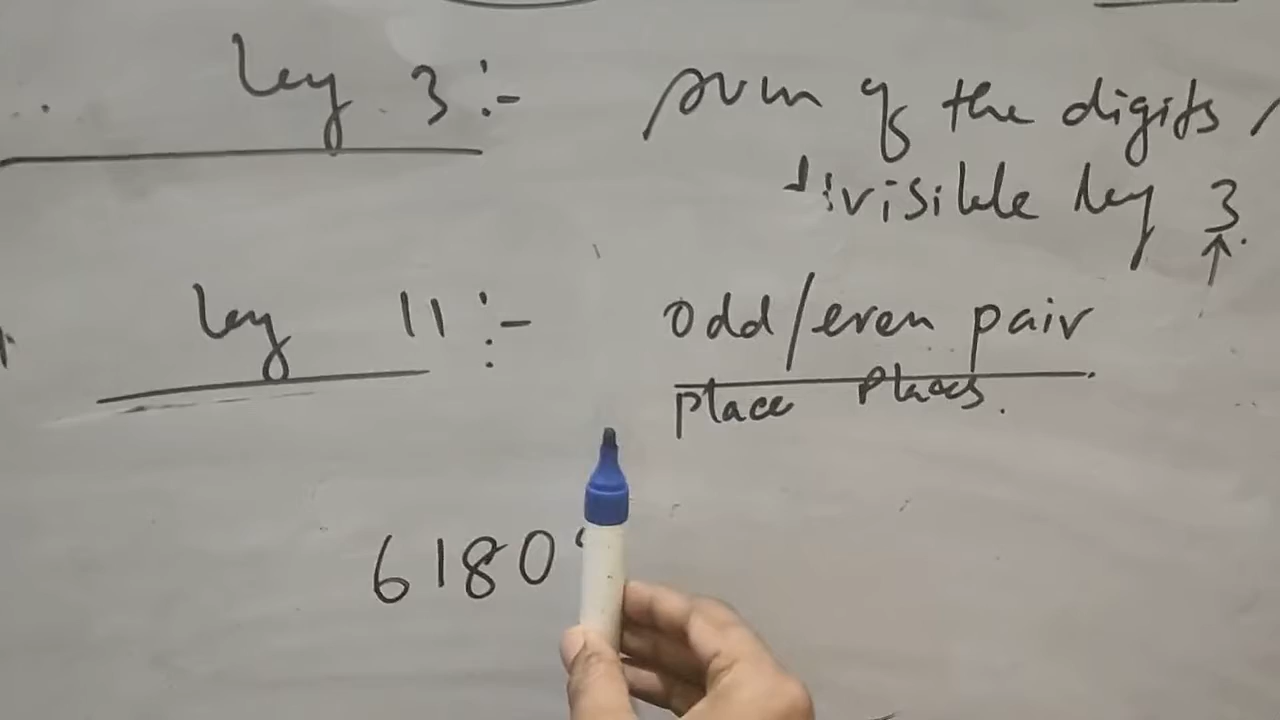 by 3 :- sum of the digits
divisible by 3.
by 11 :- odd/even pair
place places.
6180